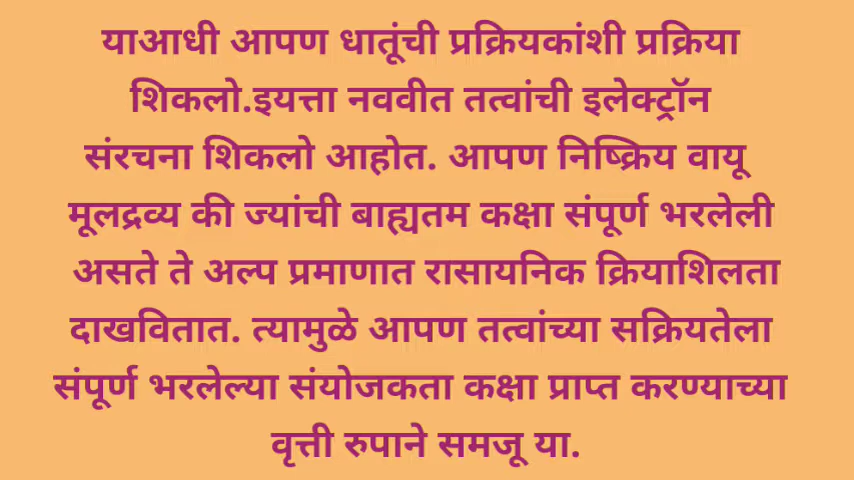 याआधी आपण धातूंची प्रक्रियकांशी प्रक्रिया
शिकलो.इयत्ता नववीत तत्वांची इलेक्ट्रॉन
संरचना शिकलो आहोत. आपण निष्क्रिय वायू
मूलद्रव्य की ज्यांची बाह्यतम कक्षा संपूर्ण भरलेली
असते ते अल्प प्रमाणात रासायनिक क्रियाशिलता
दाखवितात. त्यामुळे आपण तत्वांच्या सक्रियतेला
संपूर्ण भरलेल्या संयोजकता कक्षा प्राप्त करण्याच्या
वृत्ती रुपाने समजू या.